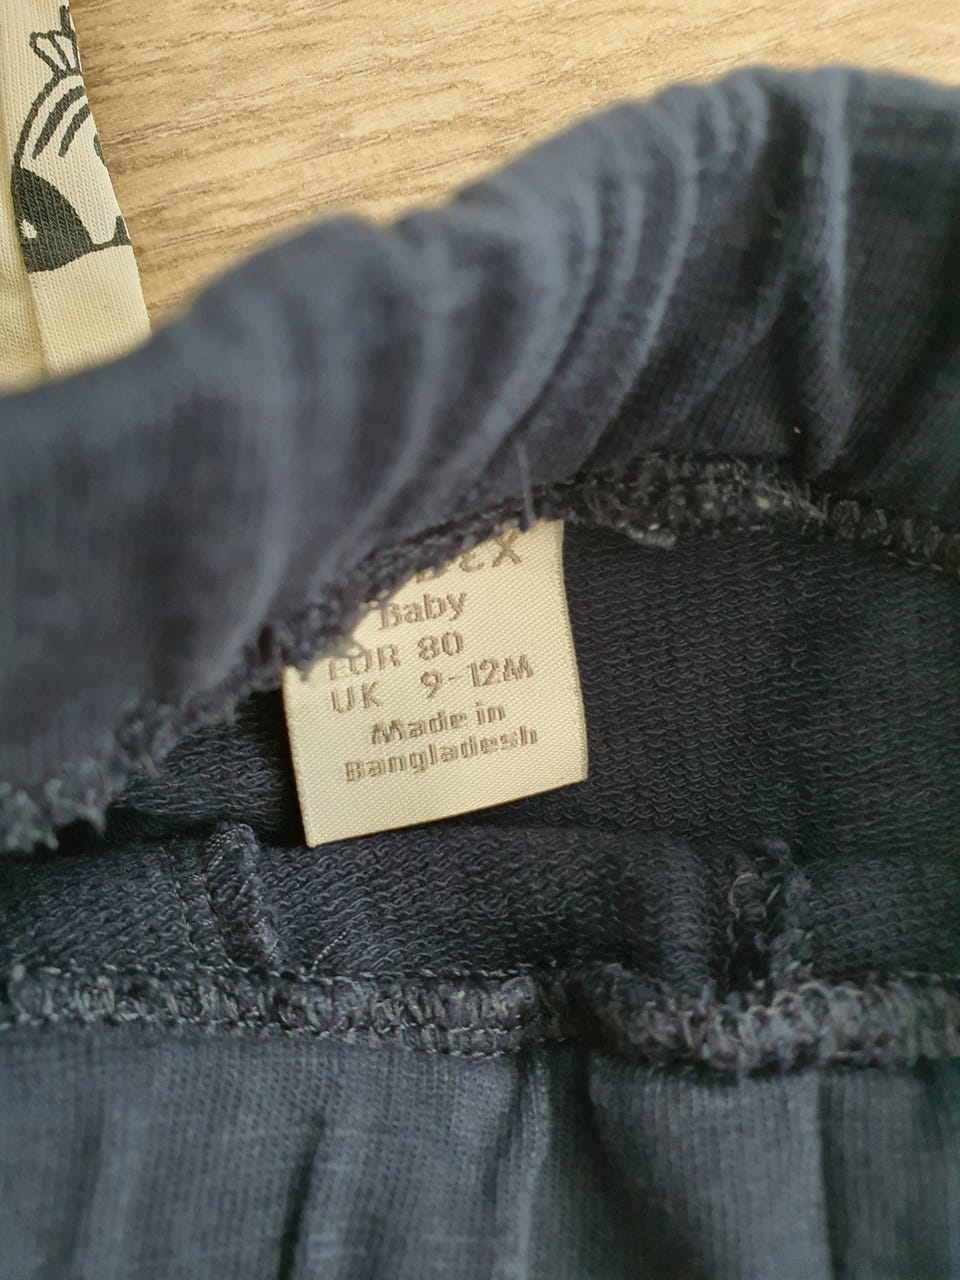 Baby
EUR 80
UK 9-12M
Made in
Bangladesh